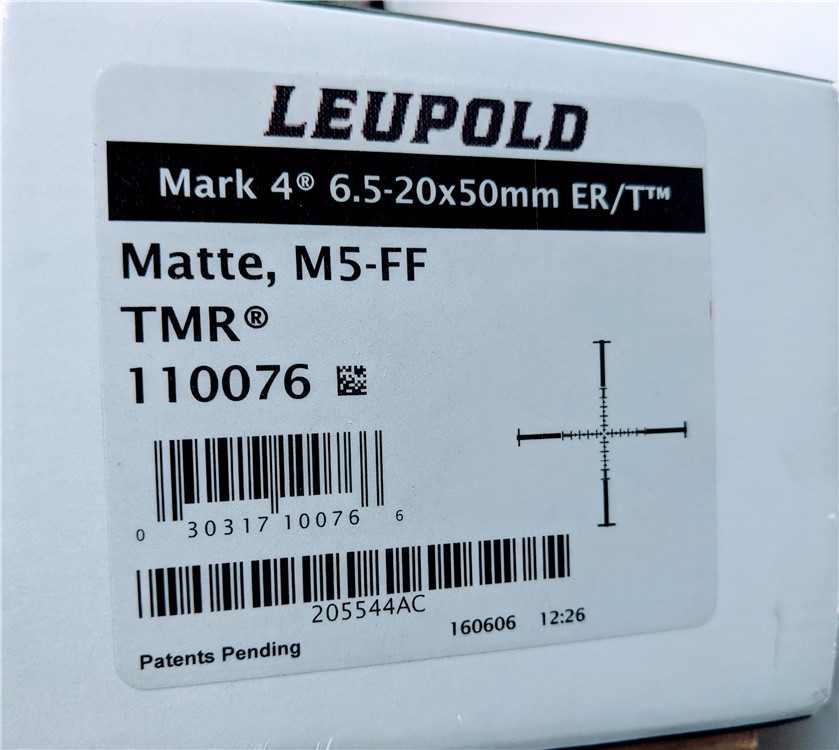 LEUPOLD
Mark 4® 6.5-20x50mm ER/T™
Matte, M5-FF
TMR®
110076
0 30317 10076 6
205544AC
160606 12:26
Patents Pending